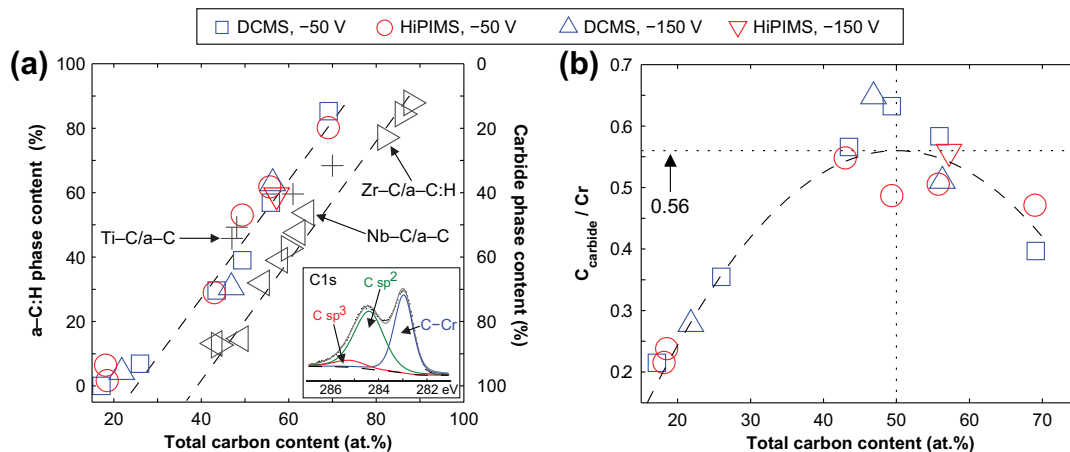 DCMS, −50 V HiPIMS, −50 V DCMS, −150 V HiPIMS, −150 V
(a)
100
80
60
40
20
0
a–C:H phase content (%)
0
20
40
60
80
100
Carbide phase content (%)
Zr–C/a–C:H
Ti–C/a–C
Nb–C/a–C
C1s
C sp2
C sp3
C−Cr
286 284 282 eV
20 40 60 80 100
Total carbon content (at.%)
(b)
0.7
0.6
0.5
0.4
0.3
0.2
C carbide / Cr
0.56
20 30 40 50 60 70
Total carbon content (at.%)